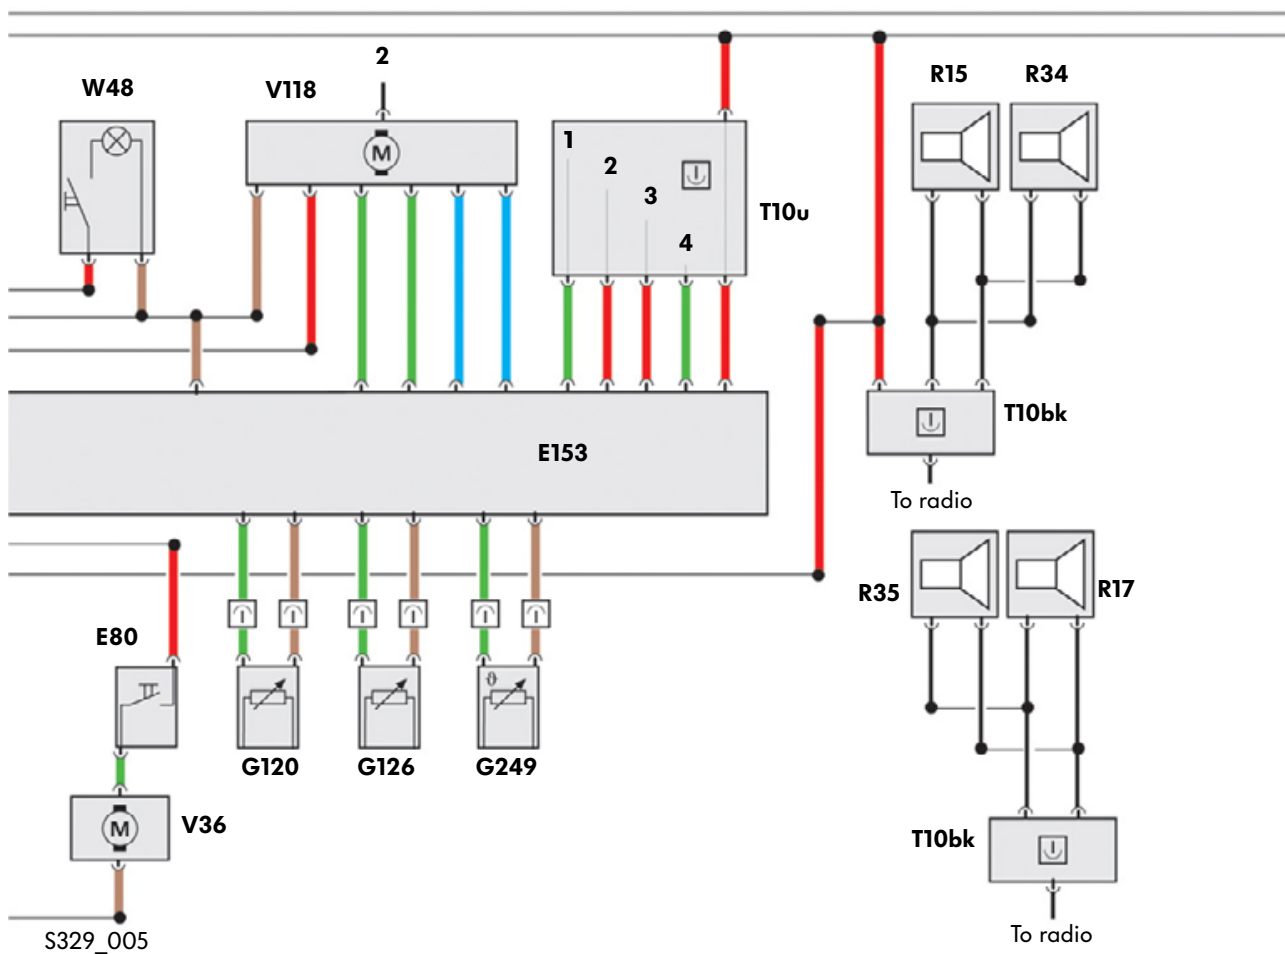 2
W48
V118
R15
R34
M
1
2
3
4
T10u
T10bk
E153
To radio
R35
R17
E80
ϑ
G120
G126
G249
M
V36
T10bk
To radio
S329_005